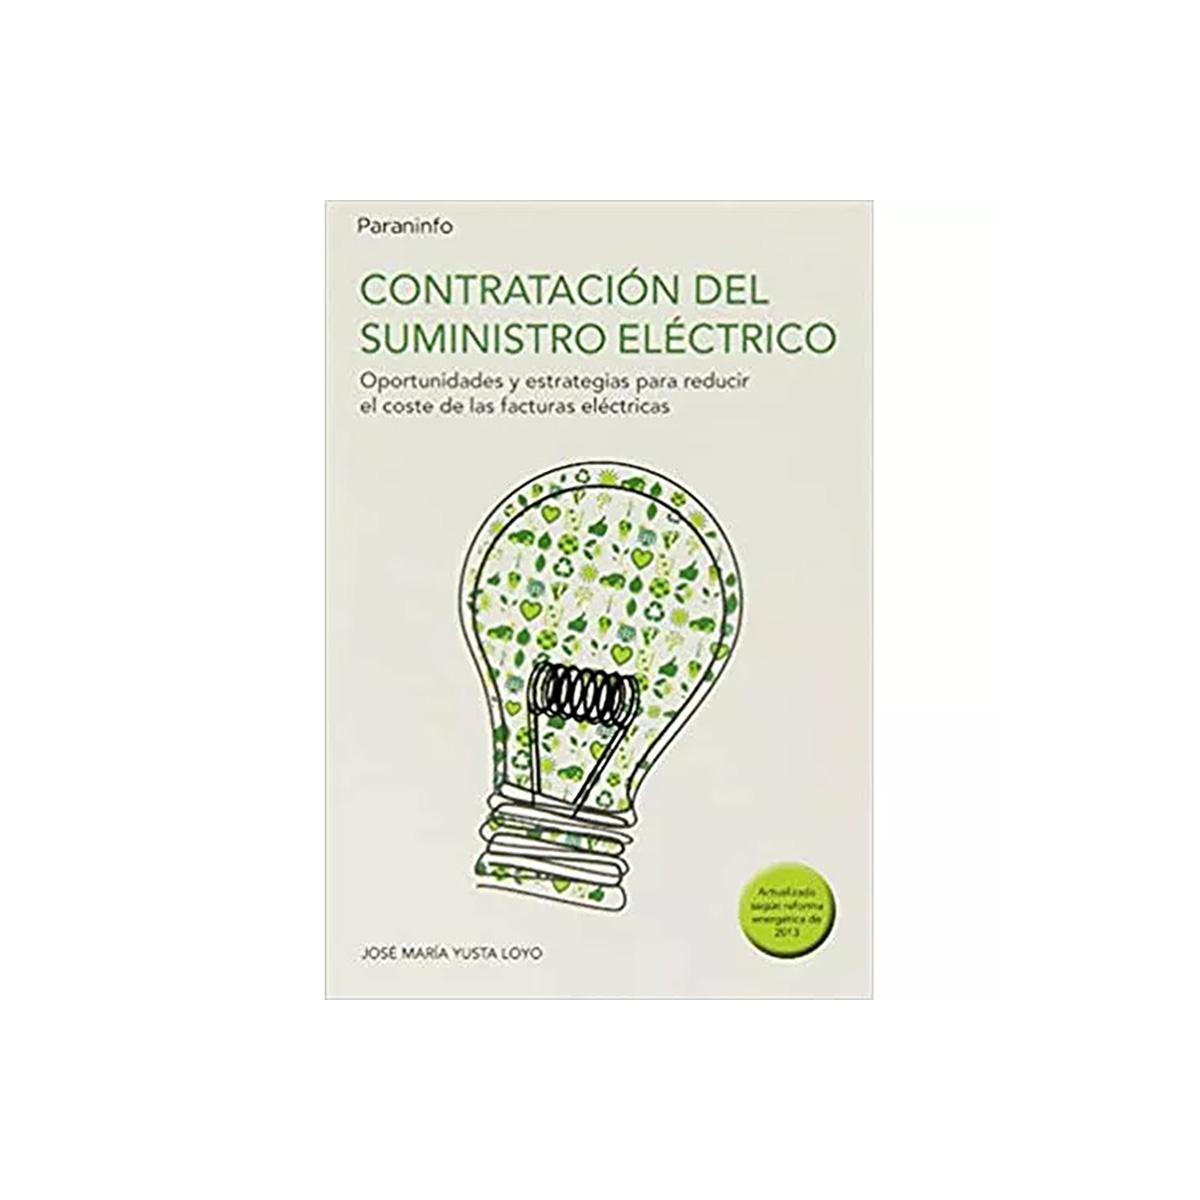 Paraninfo
CONTRATACIÓN DEL
SUMINISTRO ELÉCTRICO
Oportunidades y estrategias para reducir
el coste de las facturas eléctricas
Actualizado
según reforma
energética de
2013
JOSÉ MARÍA YUSTA LOYO